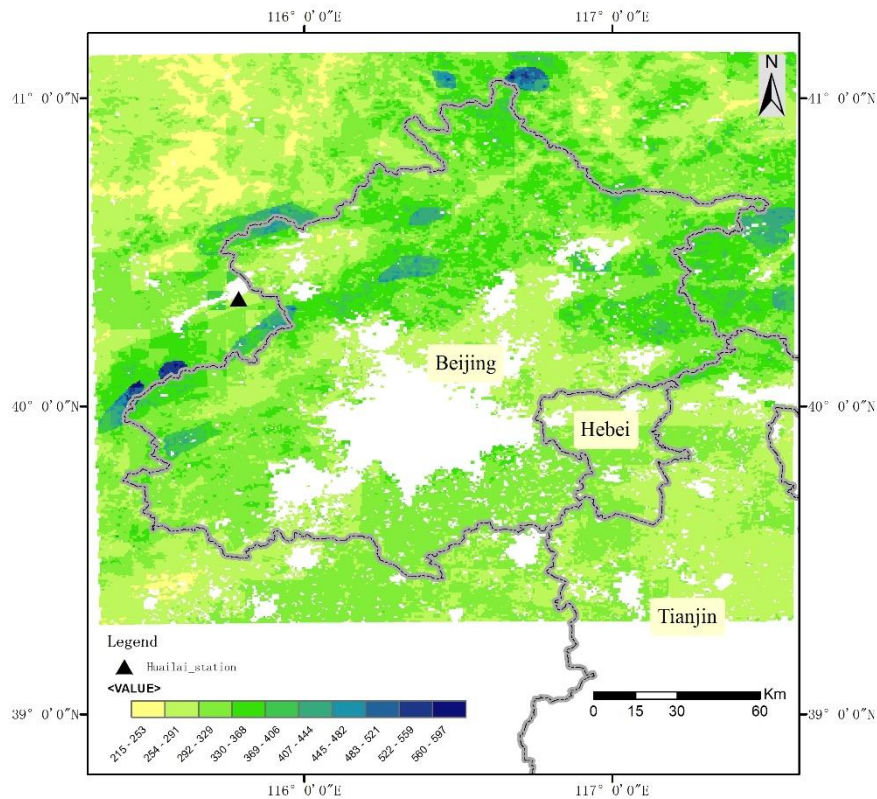 116° 0′0″E
117° 0′0″E
N
41° 0′0″N
41° 0′0″N
Beijing
40° 0′0″N
40° 0′0″N
Hebei
Tianjin
Legend
Huailai_station
<VALUE>
Km
39° 0′0″N
39° 0′0″N
0 15 30 60
215 - 253
254 - 291
292 - 329
330 - 368
369 - 406
407 - 444
445 - 482
483 - 521
522 - 559
560 - 597
116° 0′0″E
117° 0′0″E